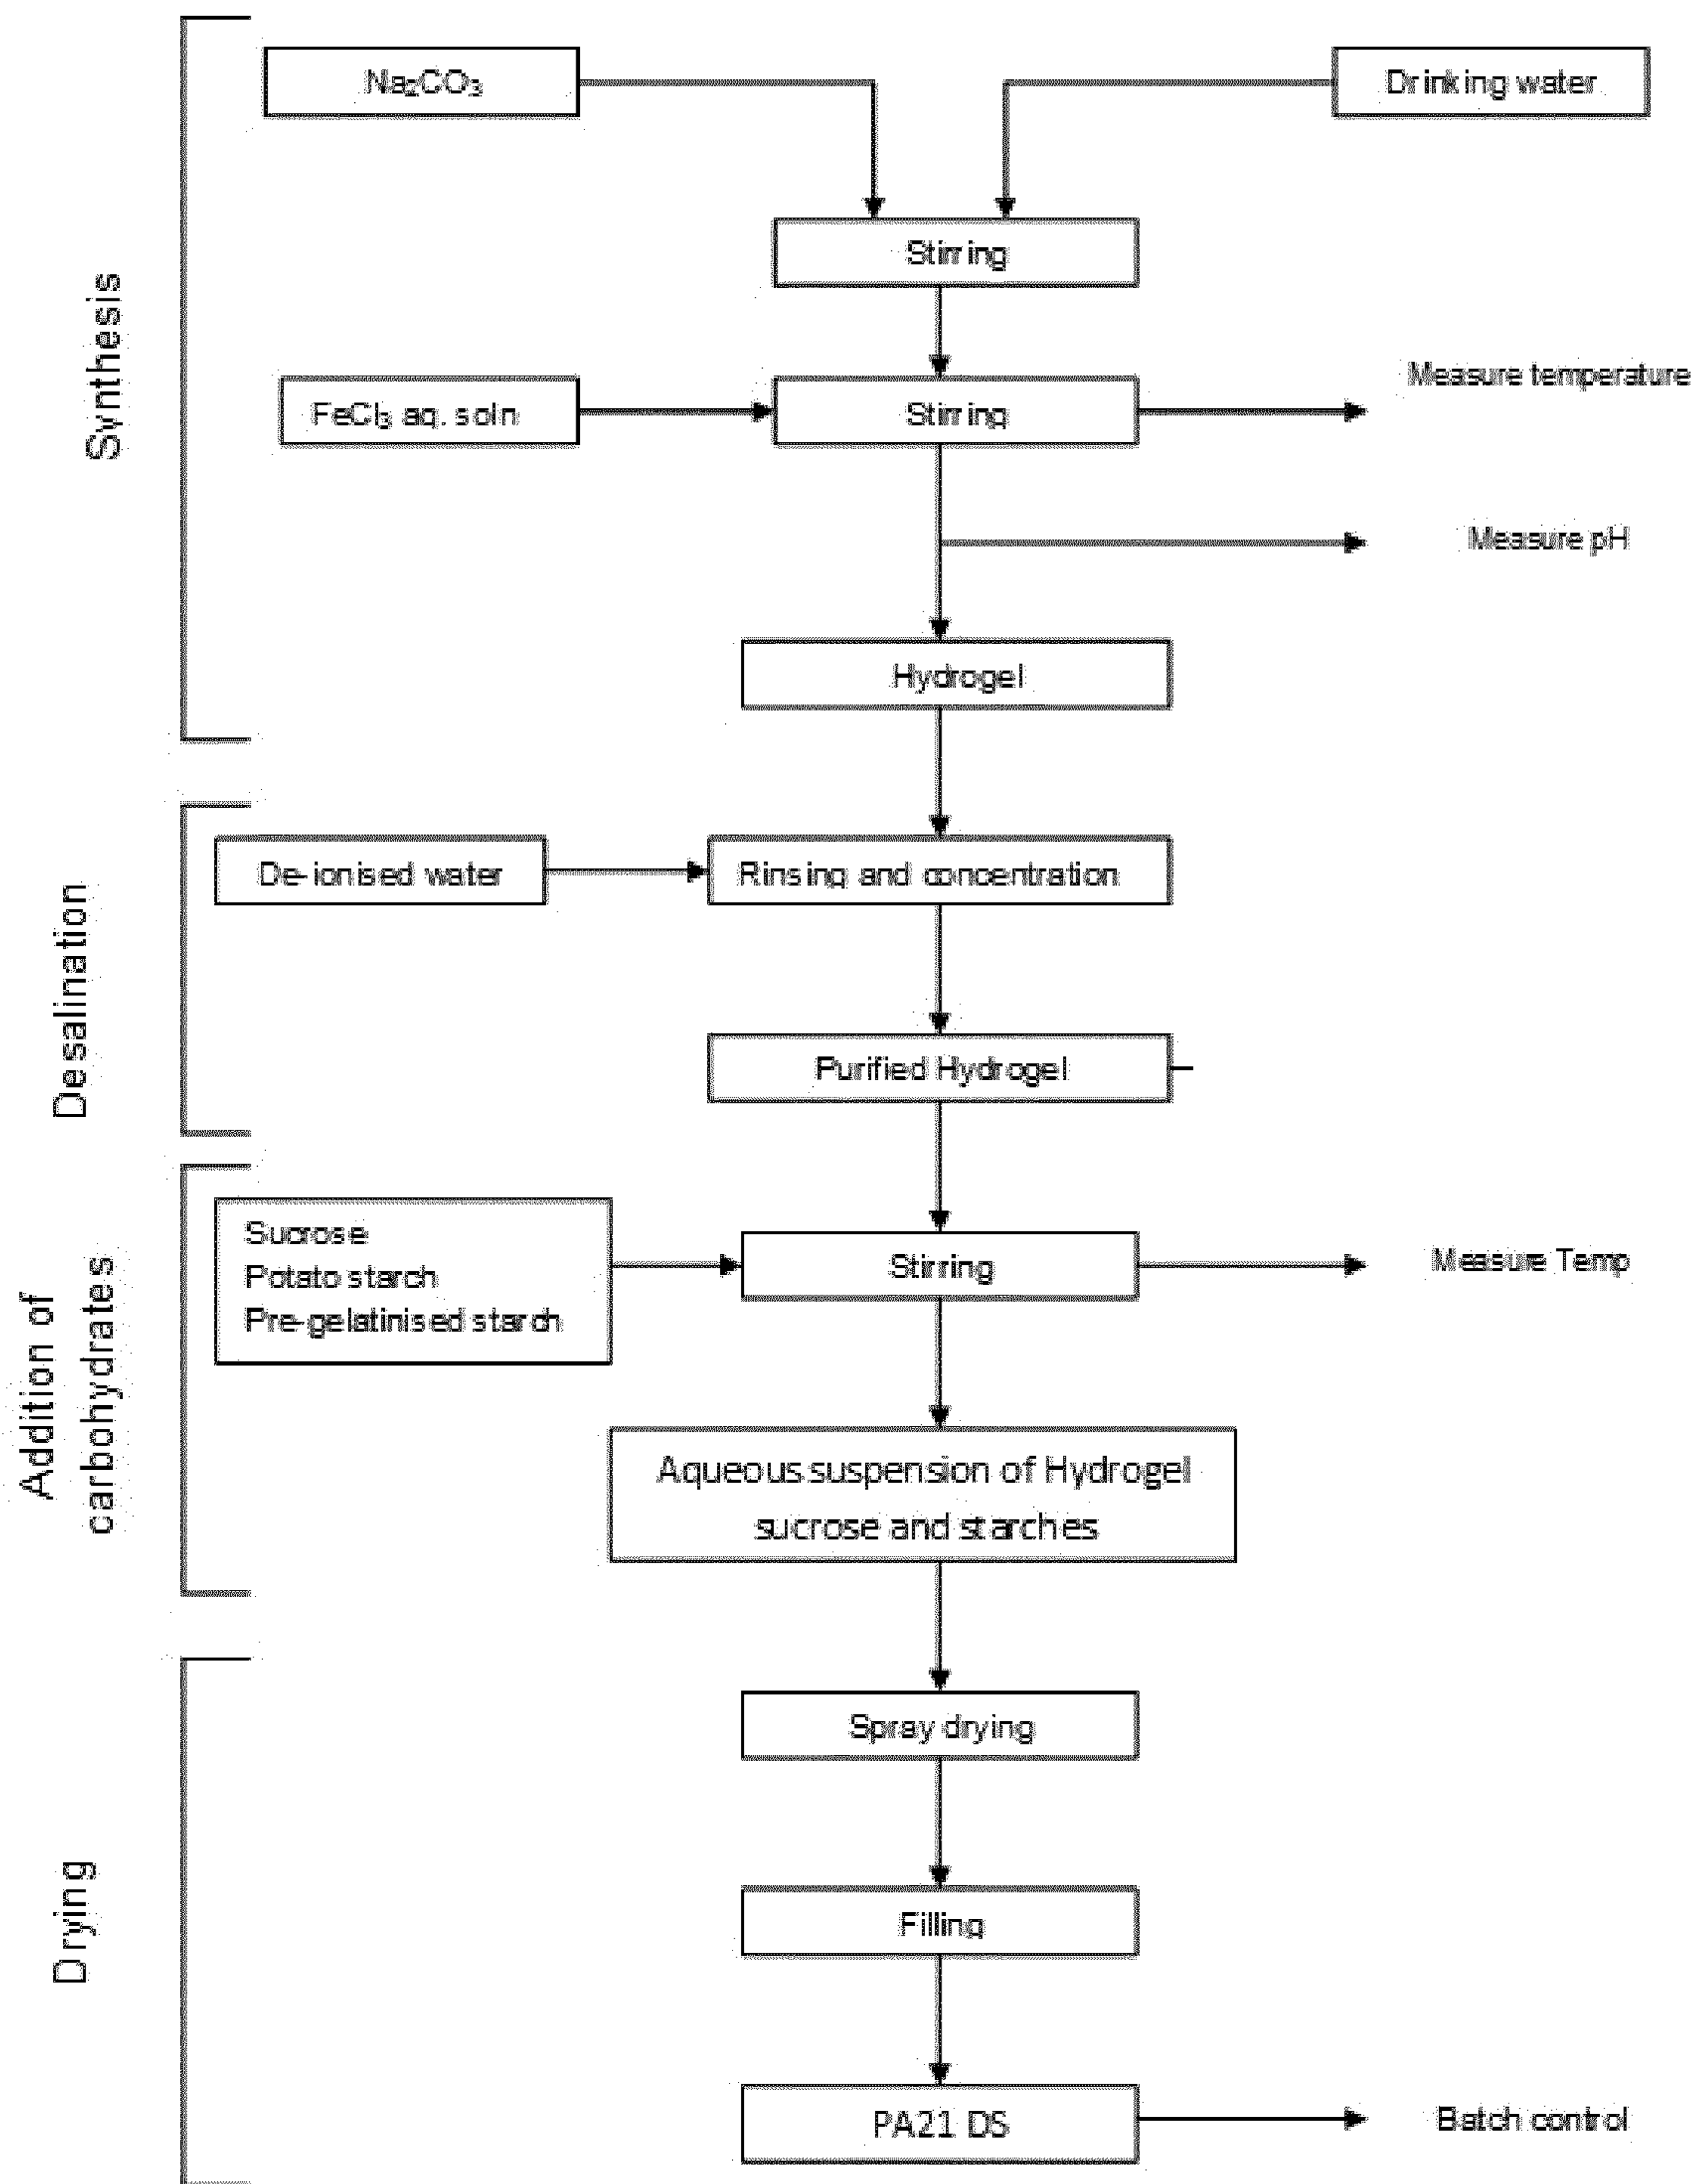 Na₂CO₃
Drinking water
Stirring
Synthesis
FeCl₃ aq. soln
Stirring
Measure temperature
Measure pH
Hydrogel
Desalination
De-ionised water
Rinsing and concentration
Purified Hydrogel
Addition of
carbohydrates
Sucrose
Potato starch
Pre-gelatinised starch
Stirring
Measure Temp
Aqueous suspension of Hydrogel
sucrose and starches
Drying
Spray drying
Filling
PA21 DS
Batch control